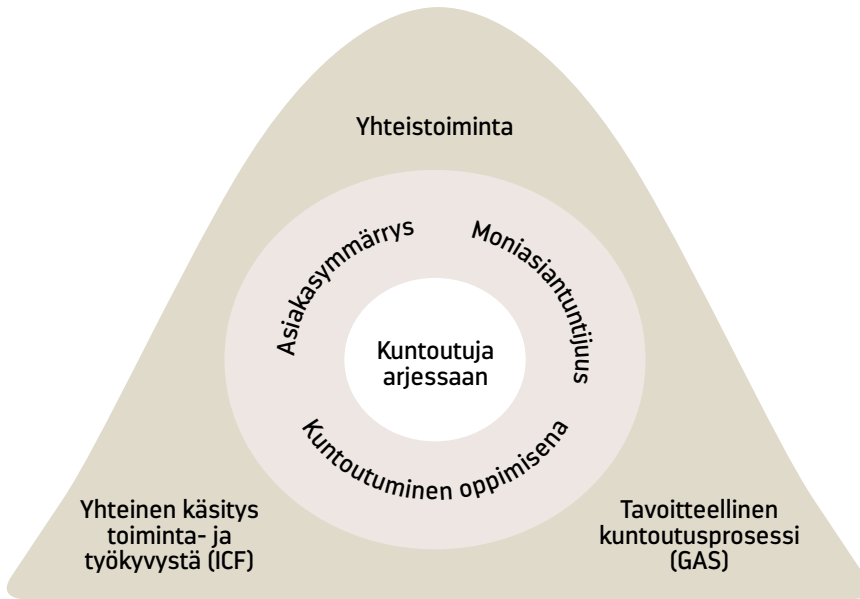 Yhteistoiminta
Asiakasymmärrys
Moniasiantuntijuus
Kuntoutuja
arjessaan
Kuntoutuminen oppimisena
Yhteinen käsitys
toiminta- ja
työkyvystä (ICF)
Tavoitteellinen
kuntoutusprosessi
(GAS)